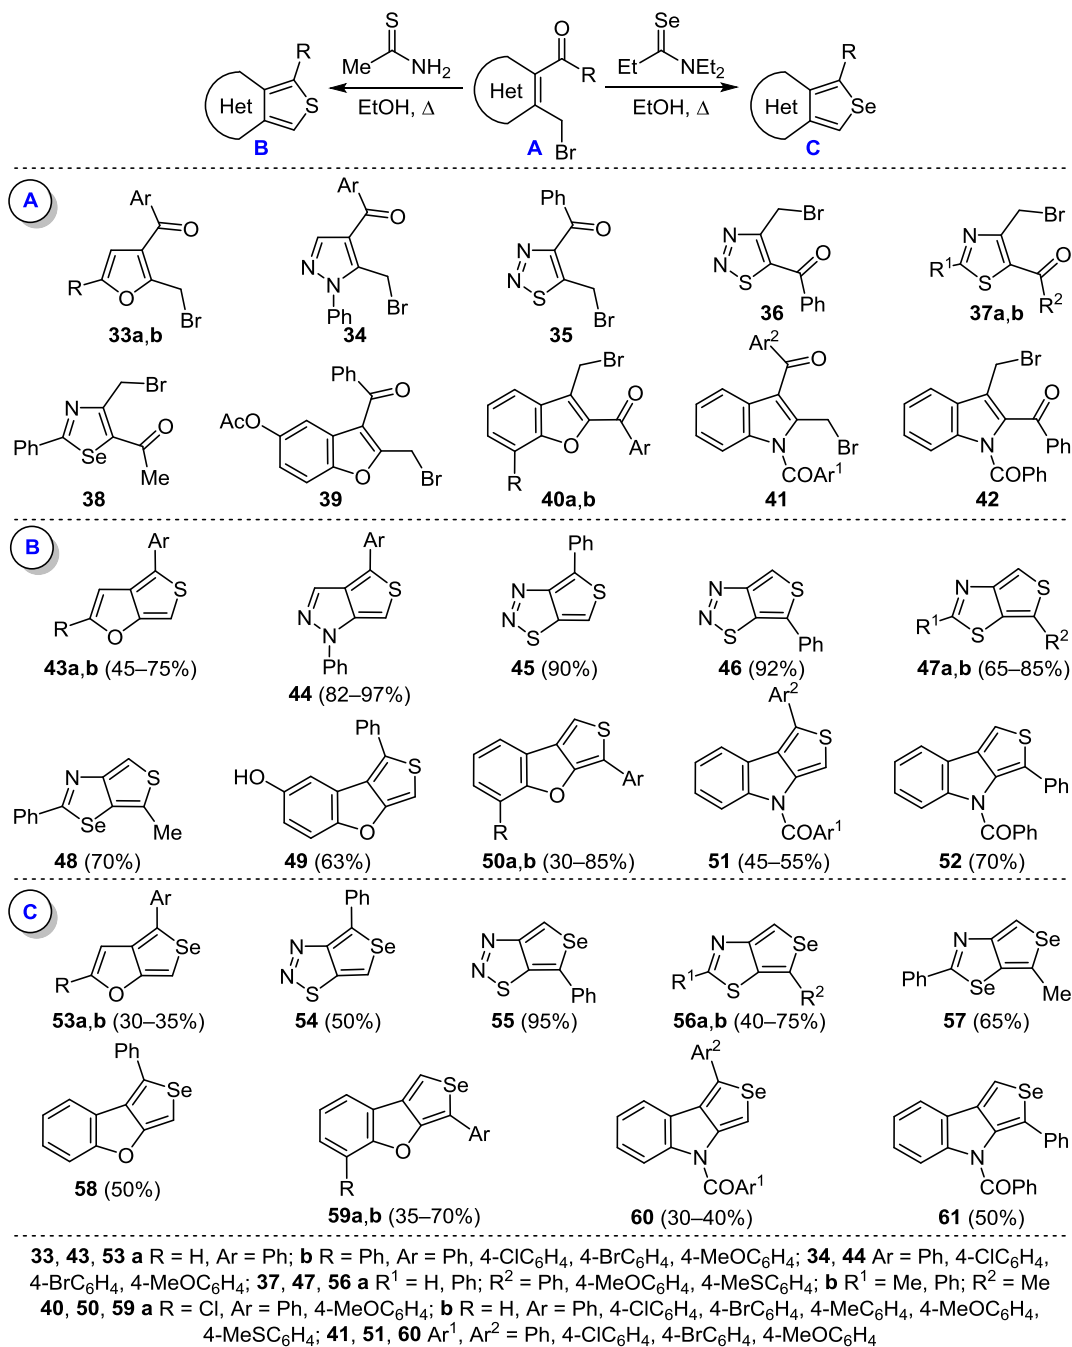 S
Me NH2
EtOH, Δ
Het
R
S
B
O
R
Het
Br
A
Se
Et NEt2
EtOH, Δ
Het
R
Se
C
A
Ar
O
R
O
Br
33a,b
Ar
O
N
N
Ph
Br
34
Ph
O
N
N
S
Br
35
Br
N
N
S
O
Ph
36
Br
N
R1
S
O
R2
37a,b
Br
N
Ph
Se
O
Me
38
Ph
O
AcO
O
Br
39
Br
O
O
Ar
R
40a,b
Ar2
O
N
Br
COAr1
41
Br
O
N
Ph
COPh
42
B
Ar
S
R
O
43a,b (45–75%)
Ar
S
N
N
Ph
44 (82–97%)
Ph
N
N
S
S
45 (90%)
N
N
S
S
Ph
46 (92%)
N
S
R1
S
R2
47a,b (65–85%)
N
S
Ph
Se
Me
48 (70%)
Ph
S
HO
O
49 (63%)
S
O
Ar
R
50a,b (30–85%)
Ar2
S
N
COAr1
51 (45–55%)
S
Ph
N
COPh
52 (70%)
C
Ar
Se
R
O
53a,b (30–35%)
Ph
N
Se
N
S
54 (50%)
N
Se
N
S
Ph
55 (95%)
N
Se
R1
S
R2
56a,b (40–75%)
N
Se
Ph
Se
Me
57 (65%)
Ph
Se
O
58 (50%)
Se
Ar
O
R
59a,b (35–70%)
Ar2
Se
N
COAr1
60 (30–40%)
Se
Ph
N
COPh
61 (50%)
33, 43, 53 a R = H, Ar = Ph; b R = Ph, Ar = Ph, 4-ClC6H4, 4-BrC6H4, 4-MeOC6H4; 34, 44 Ar = Ph, 4-ClC6H4,
4-BrC6H4, 4-MeOC6H4; 37, 47, 56 a R1 = H, Ph; R2 = Ph, 4-MeOC6H4, 4-MeSC6H4; b R1 = Me, Ph; R2 = Me
40, 50, 59 a R = Cl, Ar = Ph, 4-MeOC6H4; b R = H, Ar = Ph, 4-ClC6H4, 4-BrC6H4, 4-MeC6H4, 4-MeOC6H4,
4-MeSC6H4; 41, 51, 60 Ar1, Ar2 = Ph, 4-ClC6H4, 4-BrC6H4, 4-MeOC6H4